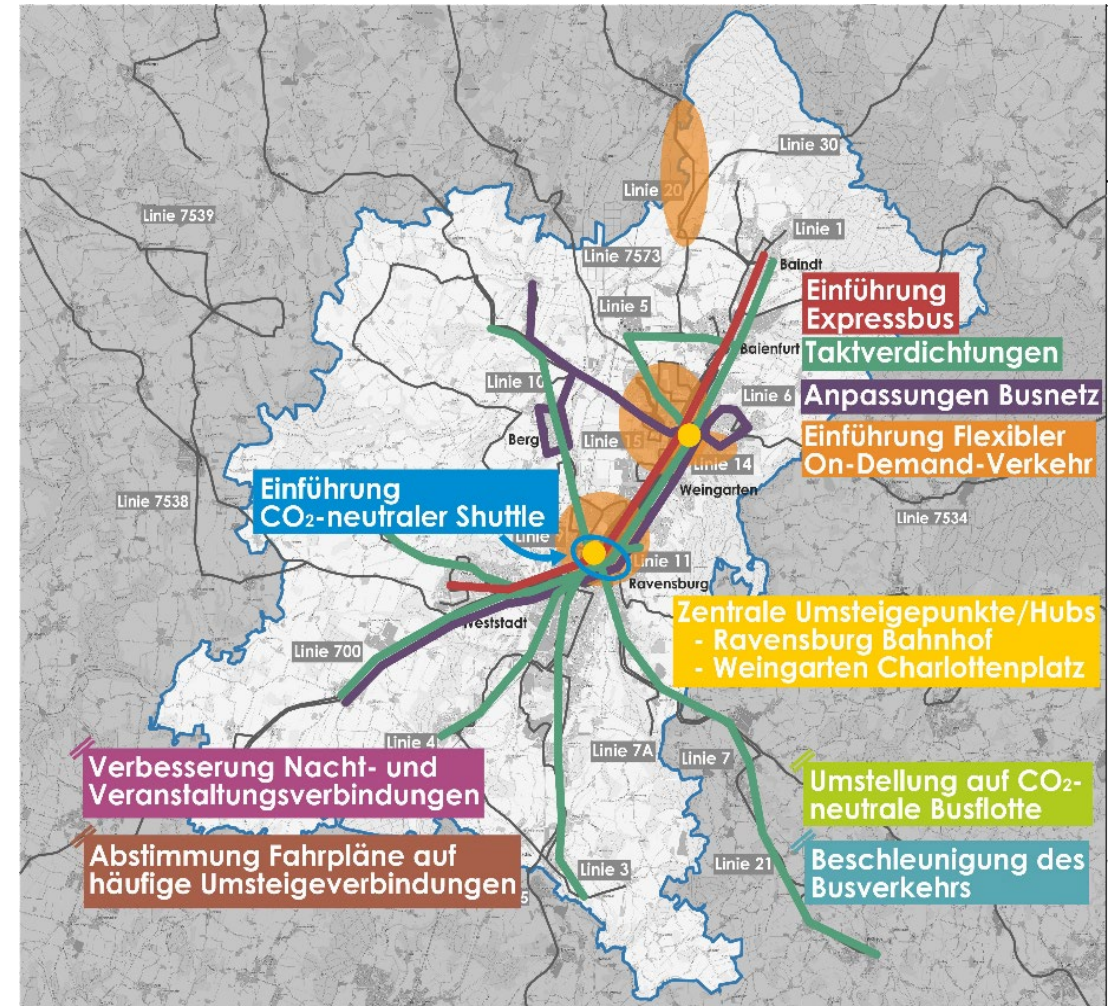 Linie 30
Linie 20
Linie 7539
Linie 1
Linie 7573
Baindt
Einführung
Expressbus
Linie 5
Taktverdichtungen
Baienfurt
Linie 10
Linie 6
Anpassungen Busnetz
Berg
Linie 15
Einführung Flexibler
On-Demand-Verkehr
Linie 14
Weingarten
Linie 7538
Einführung
CO₂-neutraler Shuttle
Linie 7534
Linie
Linie 11
Ravensburg
Weststadt
Zentrale Umsteigepunkte/Hubs
- Ravensburg Bahnhof
- Weingarten Charlottenplatz
Linie 700
Linie 4
Linie 7A
Linie 7
Verbesserung Nacht- und
Veranstaltungsverbindungen
Umstellung auf CO₂-
neutrale Busflotte
Abstimmung Fahrpläne auf
häufige Umsteigeverbindungen
Beschleunigung des
Busverkehrs
Linie 3
Linie 21